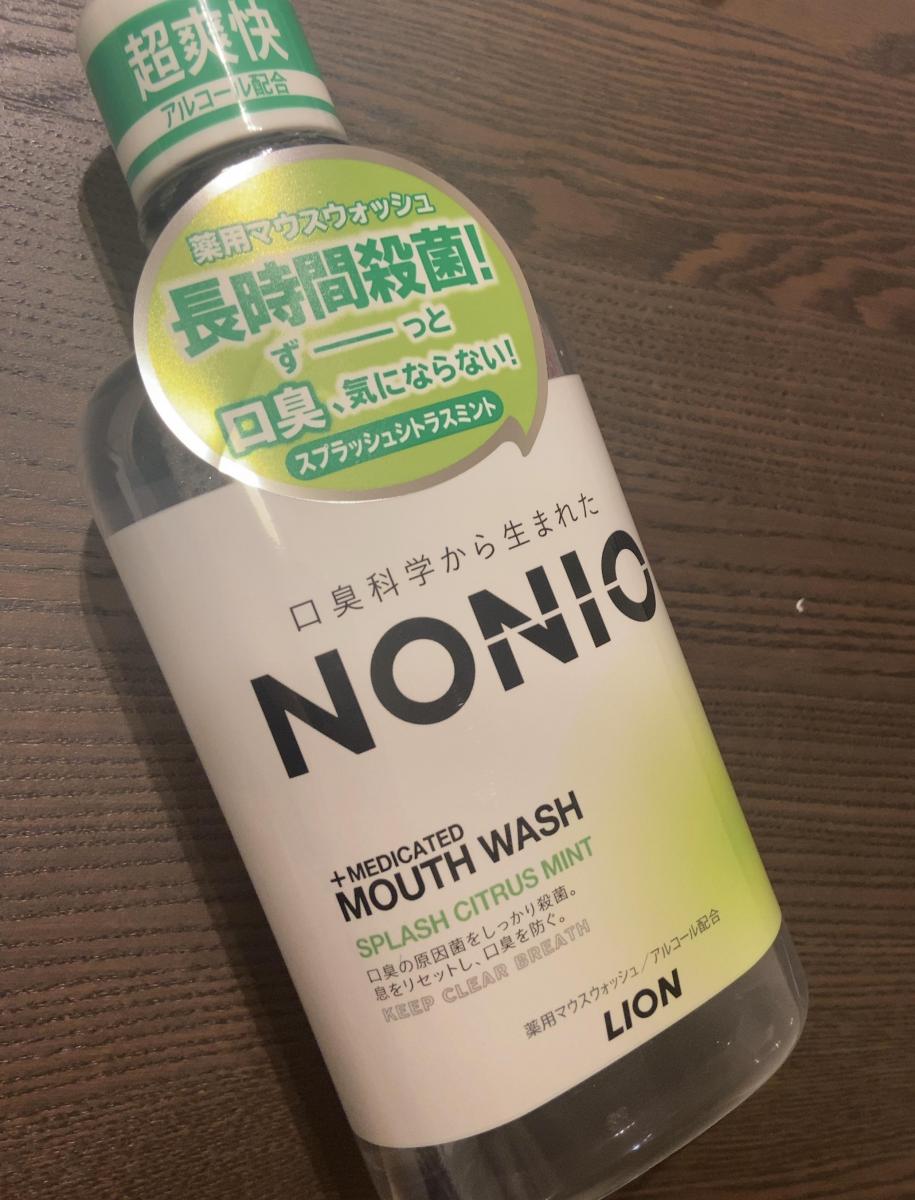 超爽快
アルコール配合
薬用マウスウォッシュ
長時間殺菌!
ず──っと
口臭、気にならない!
スプラッシュシトラスミント
口臭科学から生まれた
NONIO
+MEDICATED
MOUTH WASH
SPLASH CITRUS MINT
口臭の原因菌をしっかり殺菌。
息をリセットし、口臭を防ぐ。
KEEP CLEAR BREATH
薬用マウスウォッシュ/アルコール配合
LION